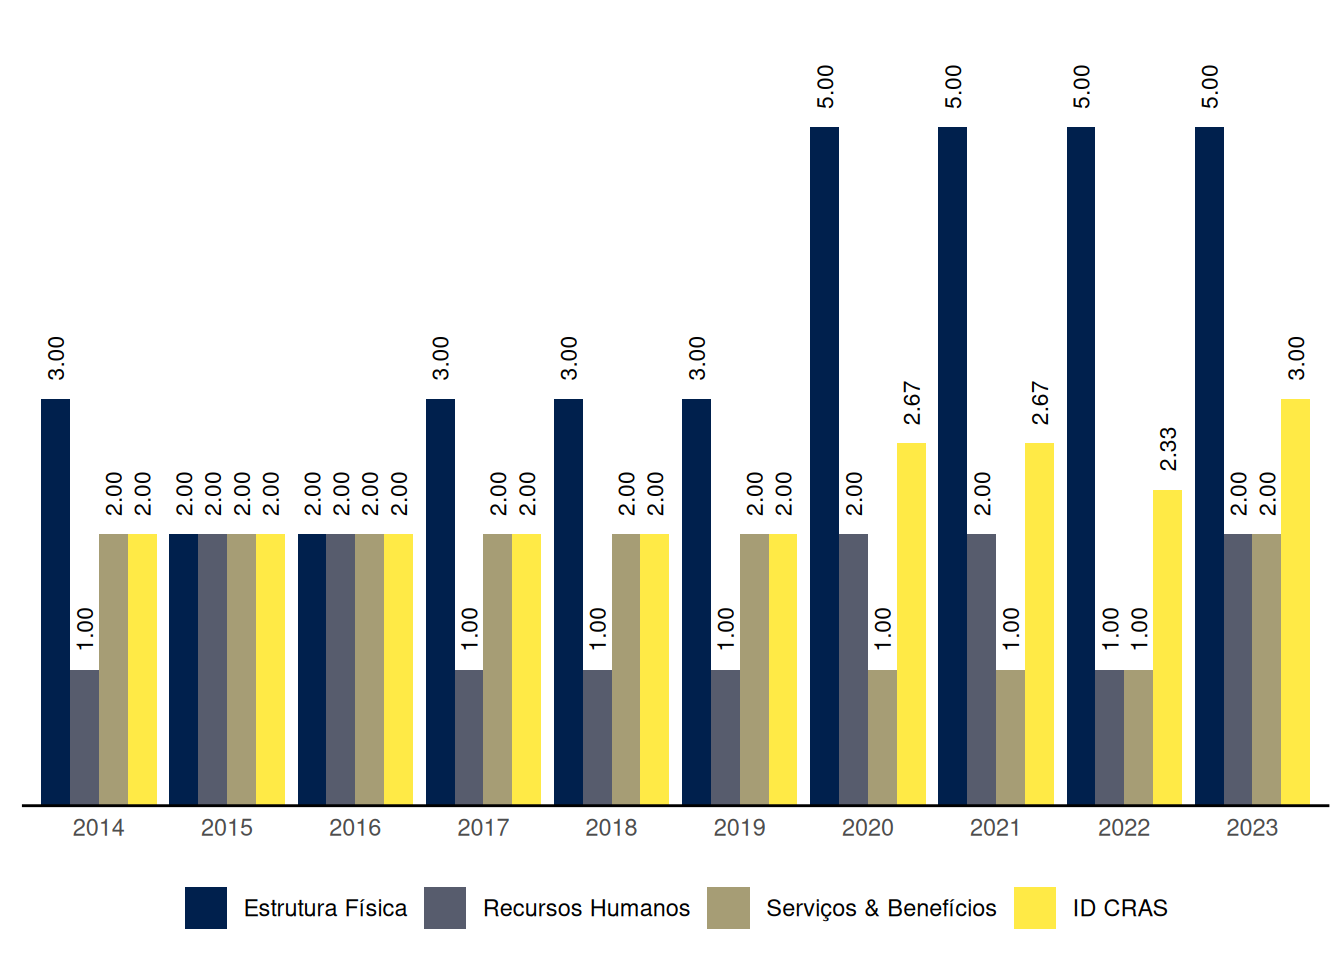 5.00 5.00 5.00 5.00
3.00 3.00 3.00 3.00 2.67 2.67 3.00
2.33
2.00 2.00 2.00 2.00 2.00 2.00 2.00 2.00 2.00 2.00 2.00 2.00 2.00 2.00 2.00 2.00 2.00 2.00 2.00 2.00
1.00 1.00 1.00 1.00 1.00 1.00 1.00 1.00
2014 2015 2016 2017 2018 2019 2020 2021 2022 2023
Estrutura Física Recursos Humanos Serviços & Benefícios ID CRAS